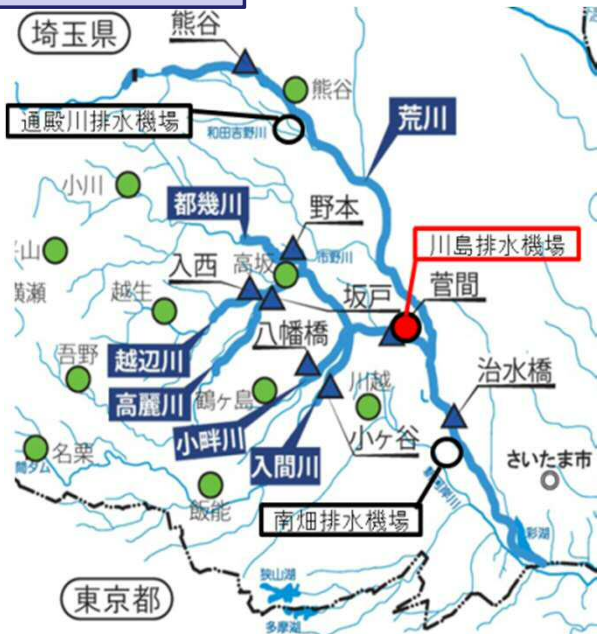 埼玉県
熊谷
熊谷
通殿川排水機場
和田吉野川
荒川
小川
都幾川
野本
市野川
川島排水機場
高坂
入西
坂戸
菅間
横瀬
越生
八幡橋
越辺川
吾野
高麗川
鶴ヶ島
川越
治水橋
小畔川
小ヶ谷
名栗
入間川
さいたま市
飯能
南畑排水機場
新河岸川
彩湖
狭山湖
東京都
多摩湖